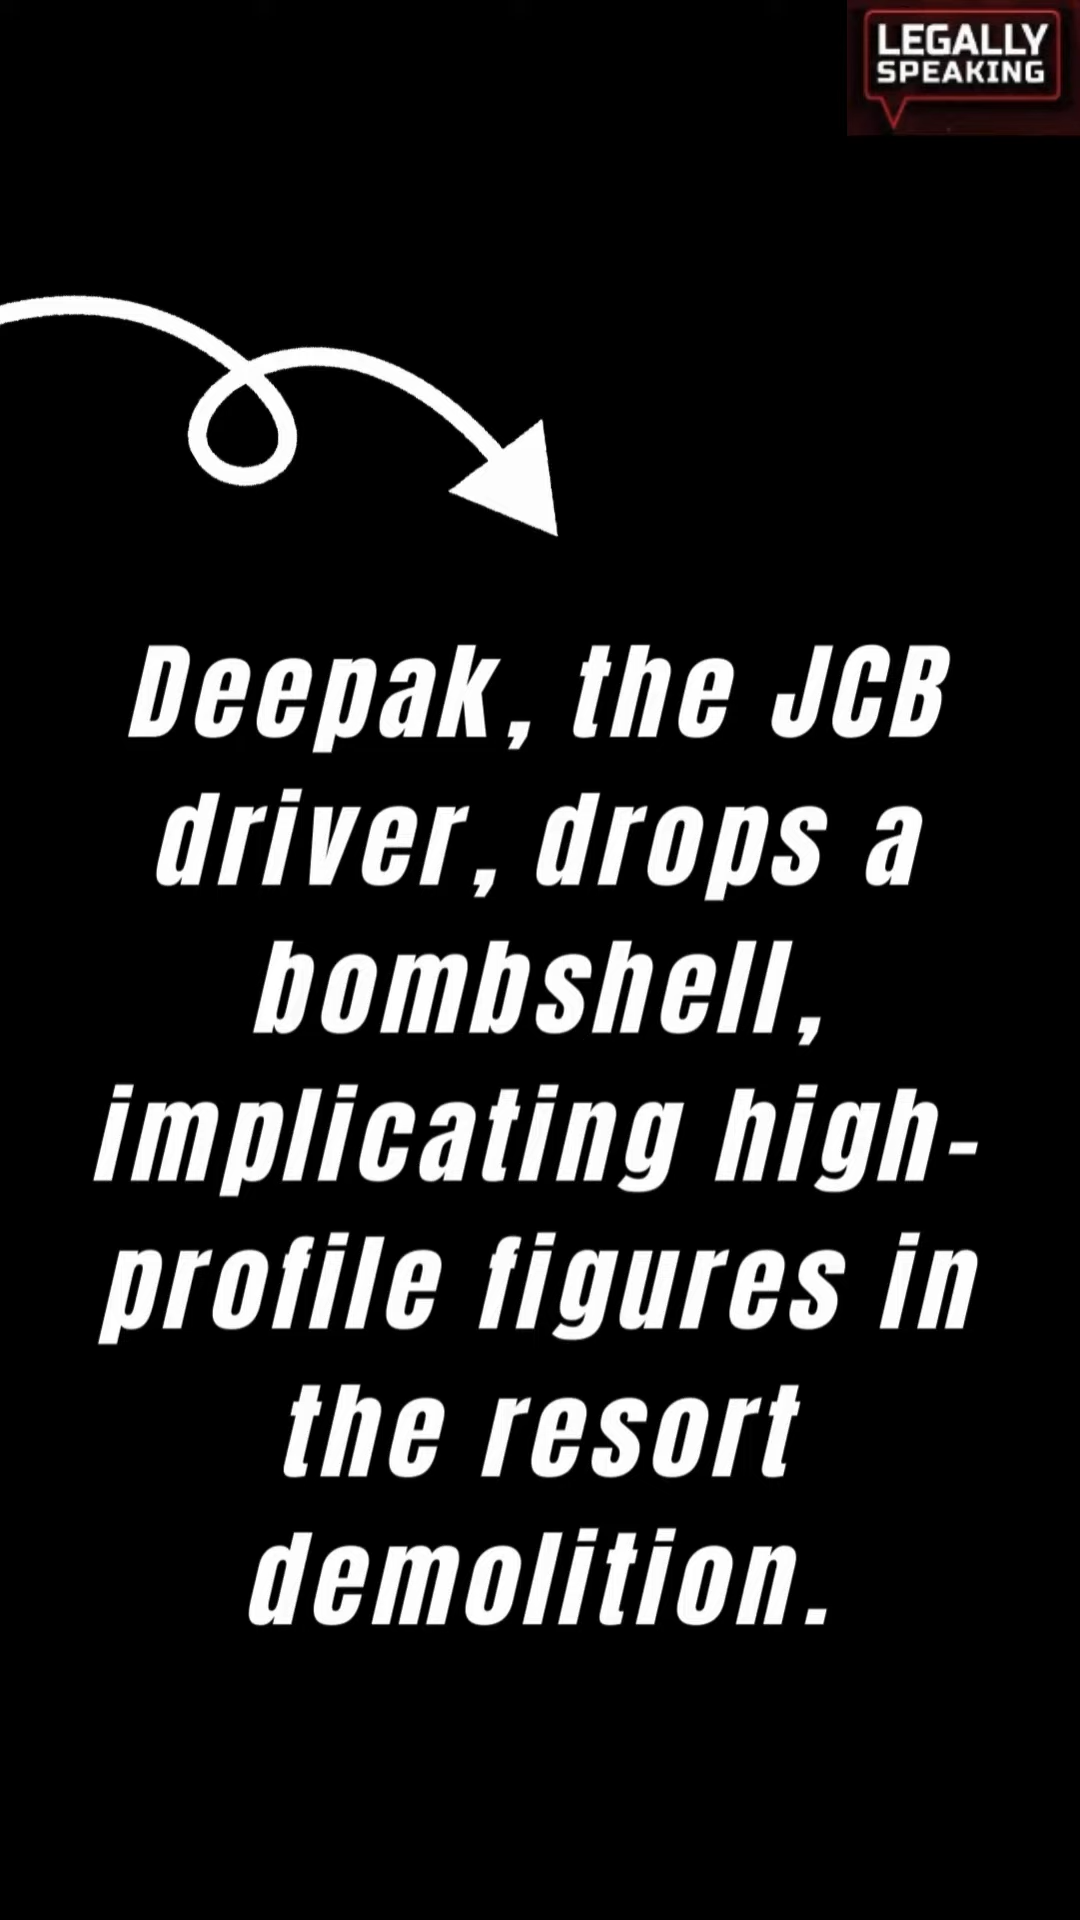 LEGALLY
SPEAKING
Deepak, the JCB
driver, drops a
bombshell,
implicating high-
profile figures in
the resort
demolition.